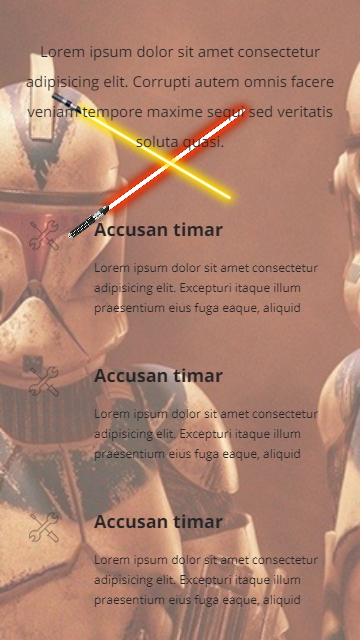 Lorem ipsum dolor sit amet consectetur
adipisicing elit. Corrupti autem omnis facere
veniam tempore maxime sequi sed veritatis
soluta quasi.
Accusan timar
Lorem ipsum dolor sit amet consectetur
adipisicing elit. Excepturi itaque illum
praesentium eius fuga eaque, aliquid
Accusan timar
Lorem ipsum dolor sit amet consectetur
adipisicing elit. Excepturi itaque illum
praesentium eius fuga eaque, aliquid
Accusan timar
Lorem ipsum dolor sit amet consectetur
adipisicing elit. Excepturi itaque illum
praesentium eius fuga eaque, aliquid